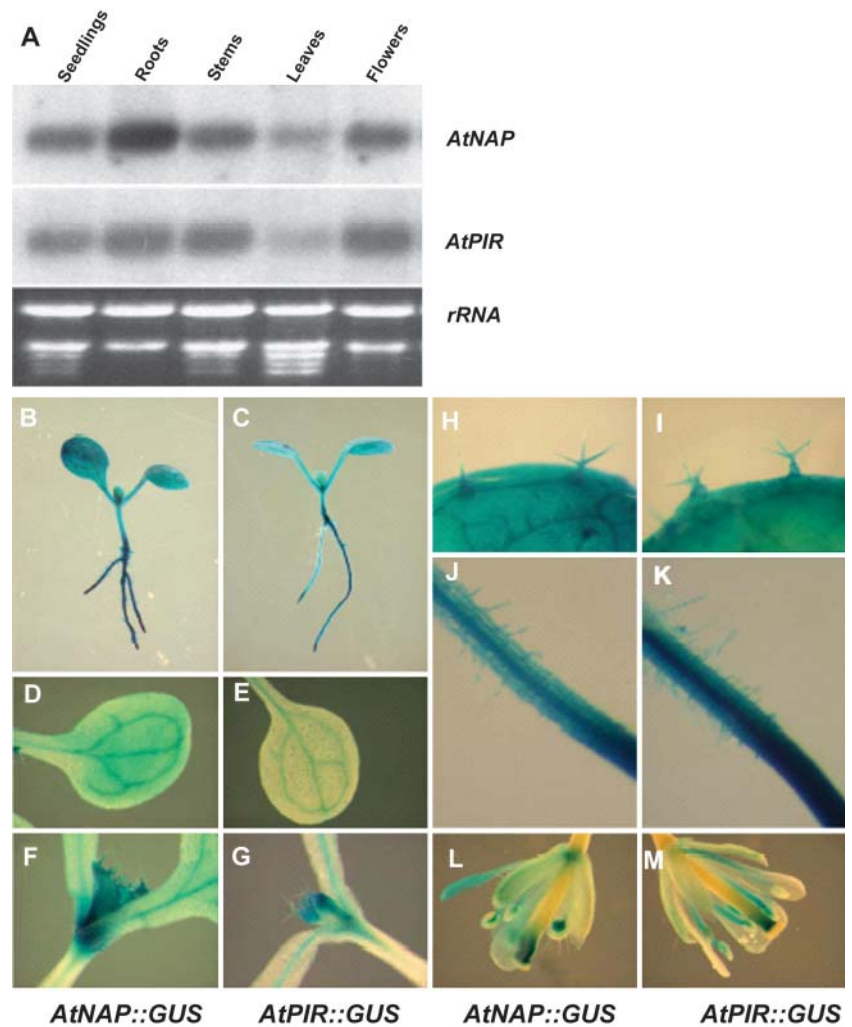 A
Seedlings
Roots
Stems
Leaves
Flowers
AtNAP
AtPIR
rRNA
B
C
H
I
D
E
J
K
F
G
L
M
AtNAP::GUS
AtPIR::GUS
AtNAP::GUS
AtPIR::GUS